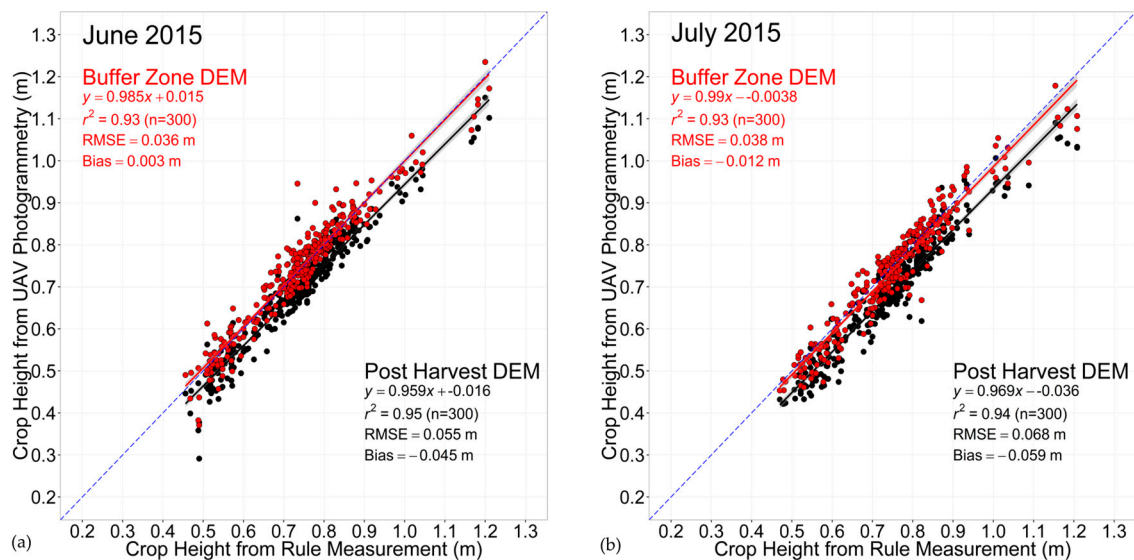 June 2015
Buffer Zone DEM
y = 0.985x + 0.015
r² = 0.93 (n=300)
RMSE = 0.036 m
Bias = 0.003 m
Post Harvest DEM
y = 0.959x + -0.016
r² = 0.95 (n=300)
RMSE = 0.055 m
Bias = −0.045 m
Crop Height from UAV Photogrammetry (m)
1.3
1.2
1.1
1.0
0.9
0.8
0.7
0.6
0.5
0.4
0.3
0.2
0.2 0.3 0.4 0.5 0.6 0.7 0.8 0.9 1.0 1.1 1.2 1.3
(a) Crop Height from Rule Measurement (m)
July 2015
Buffer Zone DEM
y = 0.99x − -0.0038
r² = 0.93 (n=300)
RMSE = 0.038 m
Bias = −0.012 m
Post Harvest DEM
y = 0.969x − -0.036
r² = 0.94 (n=300)
RMSE = 0.068 m
Bias = −0.059 m
Crop Height from UAV Photogrammetry (m)
1.3
1.2
1.1
1.0
0.9
0.8
0.7
0.6
0.5
0.4
0.3
0.2
0.2 0.3 0.4 0.5 0.6 0.7 0.8 0.9 1.0 1.1 1.2 1.3
(b) Crop Height from Rule Measurement (m)